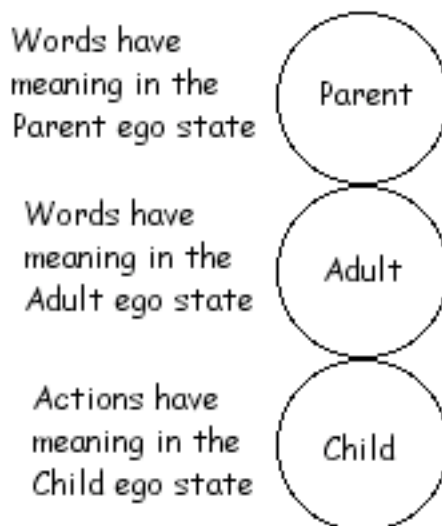 Words have
meaning in the
Parent ego state
Parent
Words have
meaning in the
Adult ego state
Adult
Actions have
meaning in the
Child ego state
Child